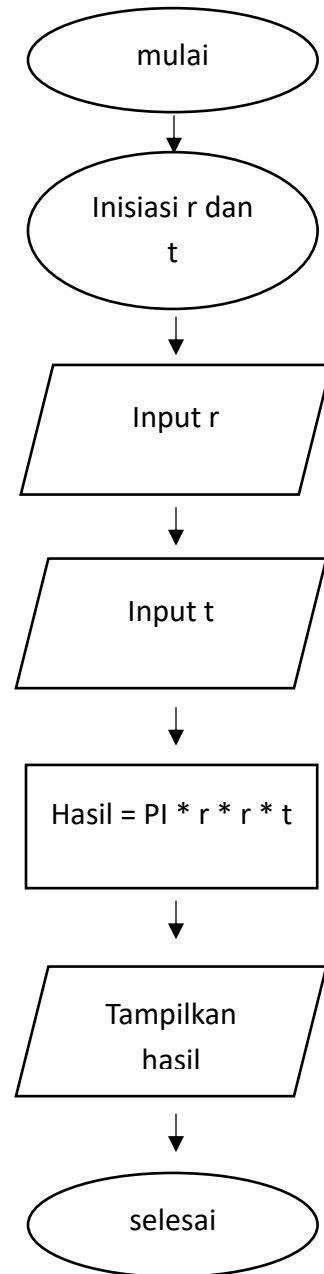 mulai
Inisiasi r dan
t
Input r
Input t
Hasil = PI * r * r * t
Tampilkan
hasil
selesai